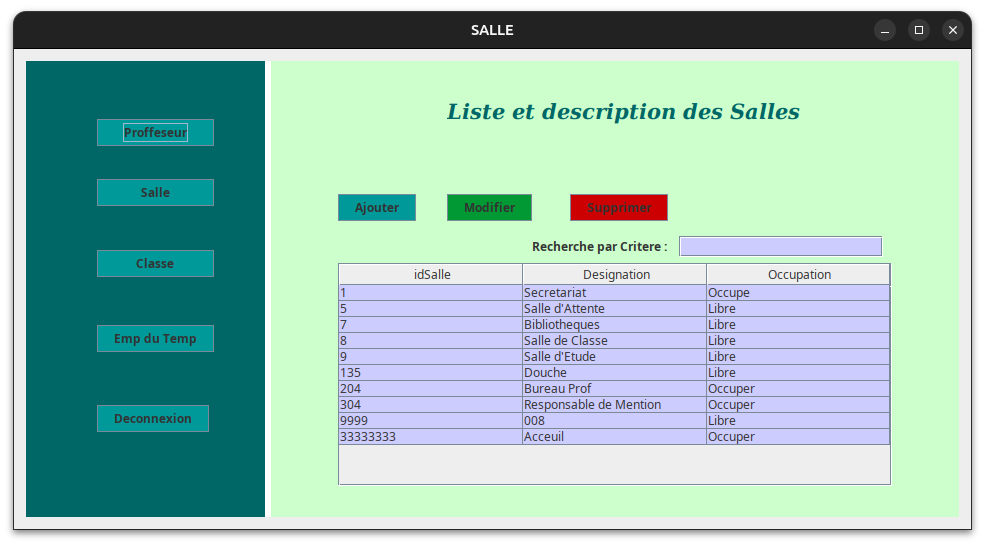 SALLE
Proffeseur
Salle
Classe
Emp du Temp
Deconnexion
Liste et description des Salles
Ajouter Modifier Supprimer
Recherche par Critere :
idSalle Designation Occupation
1 Secretariat Occupe
5 Salle d'Attente Libre
7 Bibliotheques Libre
8 Salle de Classe Libre
9 Salle d'Etude Libre
135 Douche Libre
204 Bureau Prof Occuper
304 Responsable de Mention Occuper
9999 008 Libre
33333333 Acceuil Occuper